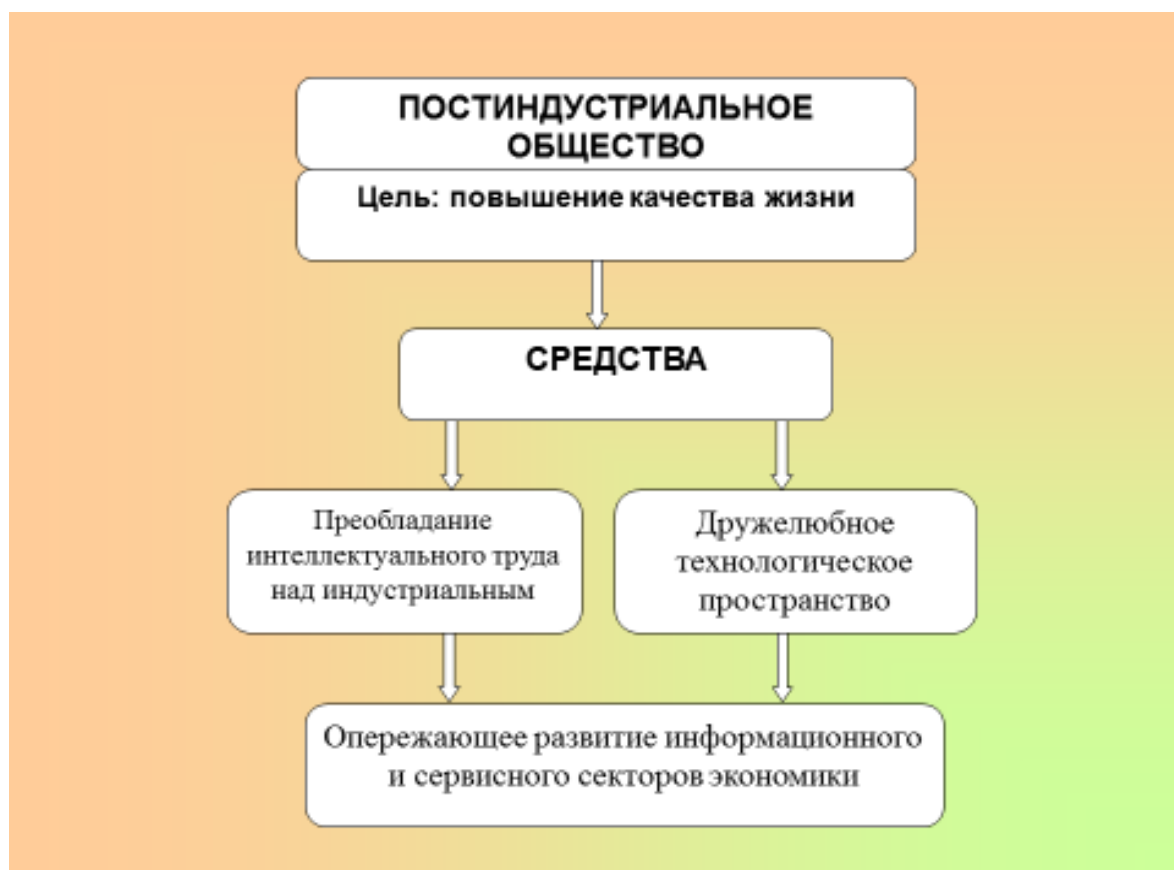 ПОСТИНДУСТРИАЛЬНОЕ
ОБЩЕСТВО
Цель: повышение качества жизни
СРЕДСТВА
Преобладание
интеллектуального труда
над индустриальным
Дружелюбное
технологическое
пространство
Опережающее развитие информационного
и сервисного секторов экономики